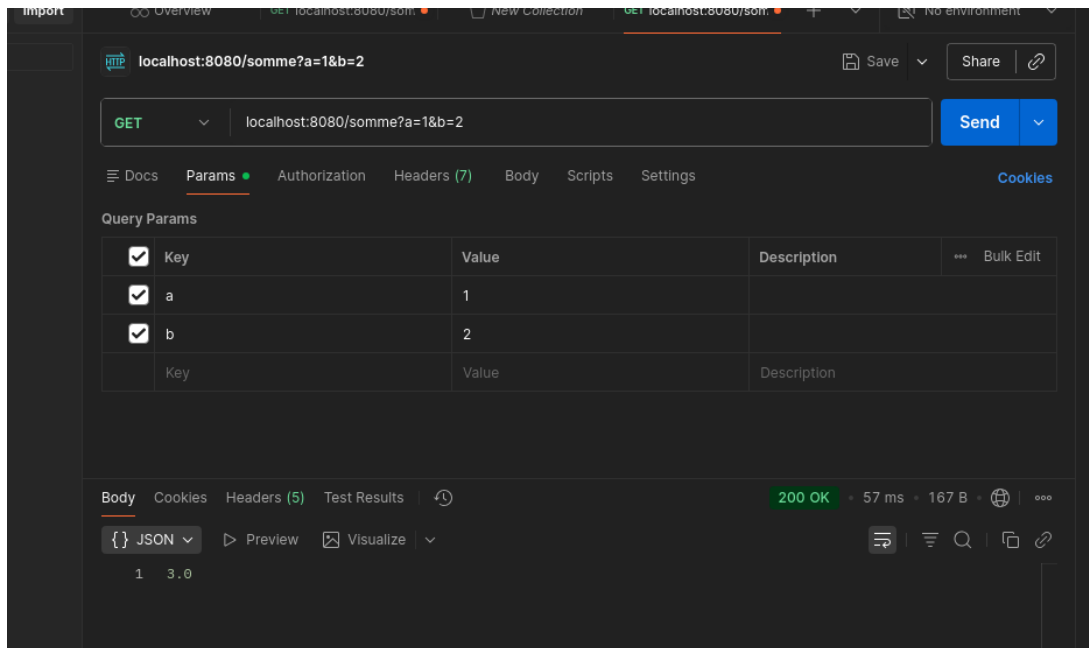 Import Overview GET localhost:8080/som New Collection GET localhost:8080/som. No environment
HTTP localhost:8080/somme?a=1&b=2 Save Share
GET localhost:8080/somme?a=1&b=2 Send
Docs Params Authorization Headers (7) Body Scripts Settings Cookies
Query Params
Key Value Description Bulk Edit
a 1
b 2
Key Value Description
Body Cookies Headers (5) Test Results 200 OK 57 ms 167 B
{} JSON Preview Visualize
1 3.0